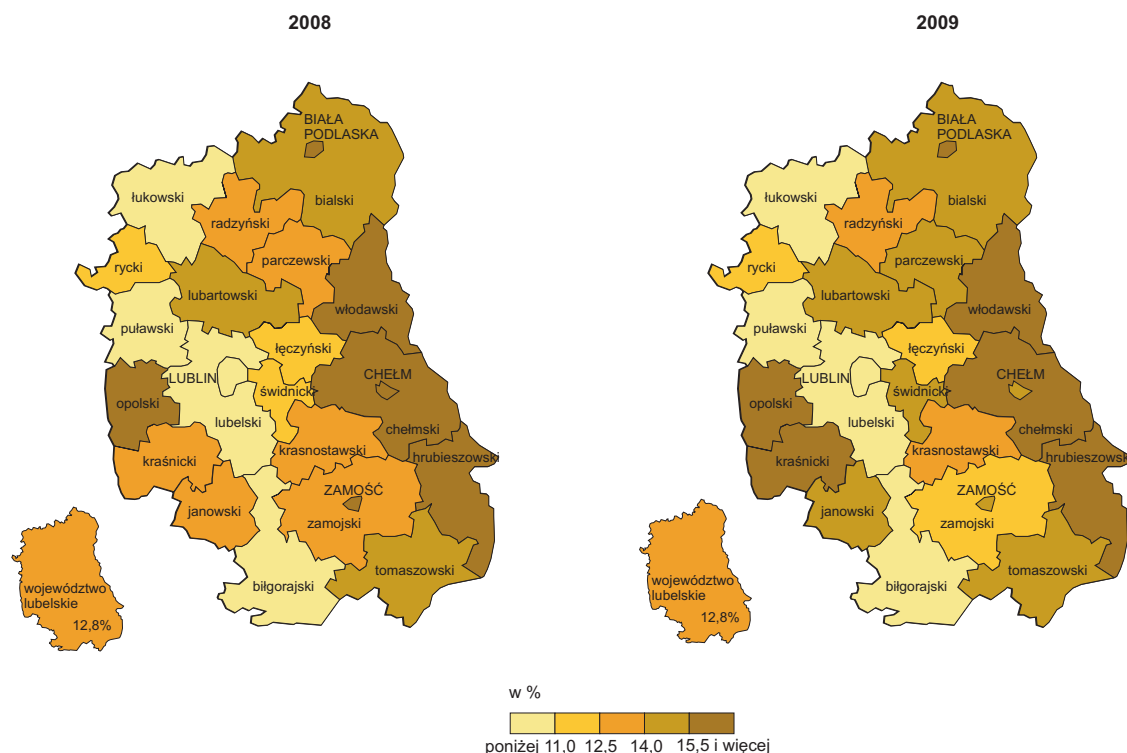 2008
BIAŁA
PODLASKA
łukowski
bialski
radzyński
rycki
parczewski
lubartowski
włodawski
puławski
łęczyński
LUBLIN
CHEŁM
świdnicki
opolski
lubelski
chełmski
krasnostawski
hrubieszowski
kraśnicki
ZAMOŚĆ
janowski
zamojski
tomaszowski
biłgorajski
województwo
lubelskie
12,8%
2009
BIAŁA
PODLASKA
łukowski
bialski
radzyński
rycki
parczewski
lubartowski
włodawski
puławski
łęczyński
LUBLIN
CHEŁM
świdnicki
opolski
lubelski
chełmski
krasnostawski
hrubieszowski
kraśnicki
ZAMOŚĆ
janowski
zamojski
tomaszowski
biłgorajski
województwo
lubelskie
12,8%
w %
poniżej 11,0 12,5 14,0 15,5 i więcej